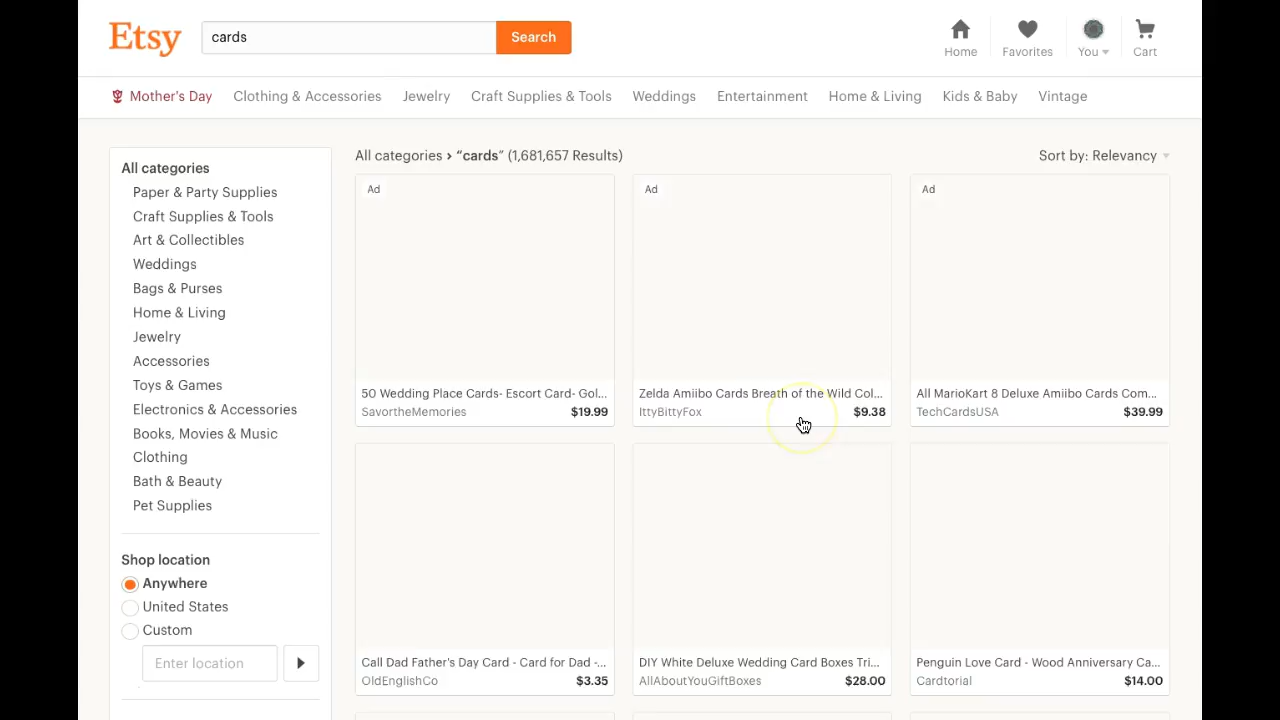 Etsy
cards
Search
Home
Favorites
You
Cart
Mother's Day
Clothing & Accessories
Jewelry
Craft Supplies & Tools
Weddings
Entertainment
Home & Living
Kids & Baby
Vintage
All categories
Paper & Party Supplies
Craft Supplies & Tools
Art & Collectibles
Weddings
Bags & Purses
Home & Living
Jewelry
Accessories
Toys & Games
Electronics & Accessories
Books, Movies & Music
Clothing
Bath & Beauty
Pet Supplies
Shop location
Anywhere
United States
Custom
Enter location
All categories › “cards” (1,681,657 Results)
Sort by: Relevancy
Ad
50 Wedding Place Cards- Escort Card- Gol...
SavortheMemories $19.99
Ad
Zelda Amiibo Cards Breath of the Wild Col...
IttyBittyFox $9.38
Ad
All MarioKart 8 Deluxe Amiibo Cards Com...
TechCardsUSA $39.99
Call Dad Father's Day Card - Card for Dad -...
OldEnglishCo $3.35
DIY White Deluxe Wedding Card Boxes Tri...
AllAboutYouGiftBoxes $28.00
Penguin Love Card - Wood Anniversary Ca...
Cardtorial $14.00